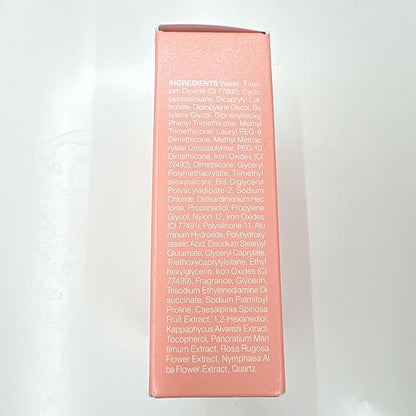 INGREDIENTS Water, Titani
um Dioxide (CI 77891), Cyclo
pentasiloxane, Dicaprylyl Car
bonate, Dipropylene Glycol, Bu
tylene Glycol, Diphenylsiloxy
Phenyl Trimethicone, Methyl
Trimethicone, Lauryl PEG-8
Dimethicone, Methyl Methac
rylate Crosspolymer, PEG-10
Dimethicone, Iron Oxides (CI
77492), Dimethicone, Glyceryl
Polymethacrylate, Trimethyl
siloxysilicate, Bis-Diglyceryl
Polyacyladipate-2, Sodium
Chloride, Disteardimonium Hec
torite, Propanediol, Propylene
Glycol, Nylon-12, Iron Oxides
(CI 77491), Polysilicone-11, Alu
minum Hydroxide, Polyhydroxy
stearic Acid, Disodium Stearoyl
Glutamate, Glyceryl Caprylate,
Triethoxycaprylylsilane, Ethyl
hexylglycerin, Iron Oxides (CI
77499), Fragrance, Glycerin,
Trisodium Ethylenediamine Di
succinate, Sodium Palmitoyl
Proline, Caesalpinia Spinosa
Fruit Extract, 1,2-Hexanediol,
Kappaphycus Alvarezii Extract,
Tocopherol, Pancratium Mari
timum Extract, Rosa Rugosa
Flower Extract, Nymphaea Al
ba Flower Extract, Quartz